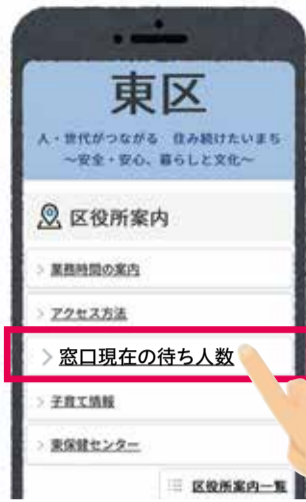 東区
人・世代がつながる 住み続けたいまち
～安全・安心、暮らしと文化～
区役所案内
> 業務時間の案内
> アクセス方法
> 窓口現在の待ち人数
> 子育て情報
> 東保健センター
区役所案内一覧